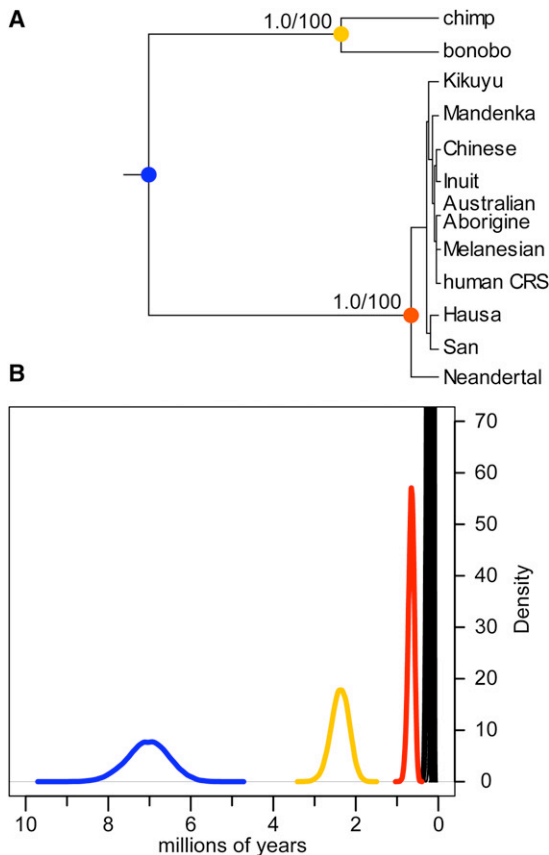 A
1.0/100
chimp
bonobo
Kikuyu
Mandenka
Chinese
Inuit
Australian
Aborigine
Melanesian
human CRS
1.0/100
Hausa
San
Neandertal
B
70
60
50
40
30
20
10
0
Density
10 8 6 4 2 0
millions of years